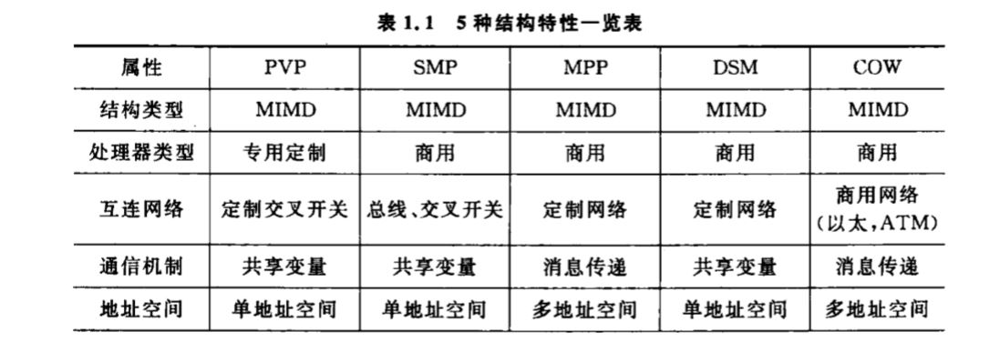 表 1.1 5 种结构特性一览表
属性 PVP SMP MPP DSM COW
结构类型 MIMD MIMD MIMD MIMD MIMD
处理器类型 专用定制 商用 商用 商用 商用
互连网络 定制交叉开关 总线、交叉开关 定制网络 定制网络 商用网络
(以太,ATM)
通信机制 共享变量 共享变量 消息传递 共享变量 消息传递
地址空间 单地址空间 单地址空间 多地址空间 单地址空间 多地址空间